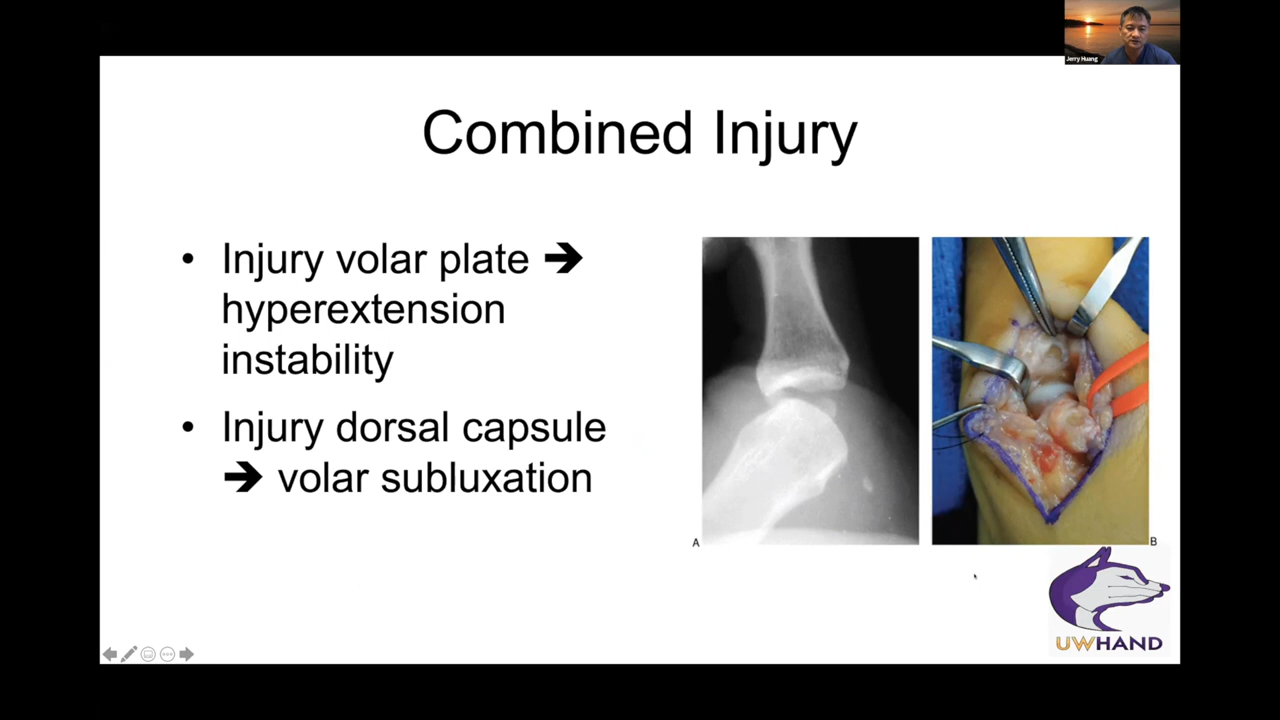 Jerry Huang
Combined Injury
• Injury volar plate ➔
hyperextension
instability
• Injury dorsal capsule
➔ volar subluxation
A
B
UWHAND